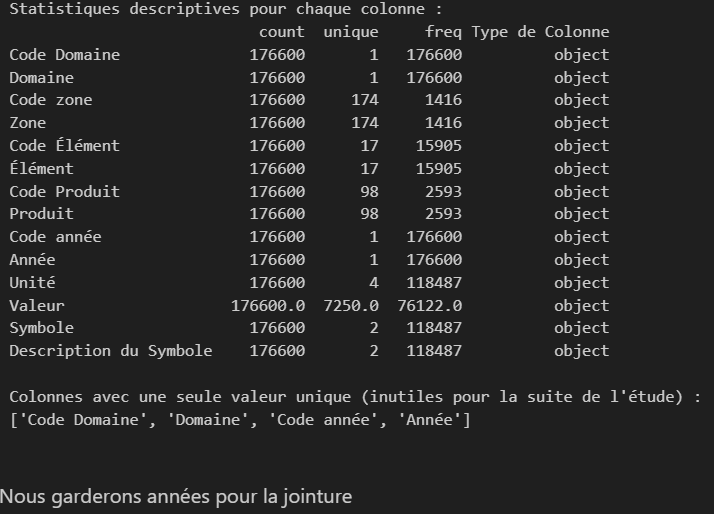 Statistiques descriptives pour chaque colonne :
count unique freq Type de Colonne
Code Domaine 176600 1 176600 object
Domaine 176600 1 176600 object
Code zone 176600 174 1416 object
Zone 176600 174 1416 object
Code Élément 176600 17 15905 object
Élément 176600 17 15905 object
Code Produit 176600 98 2593 object
Produit 176600 98 2593 object
Code année 176600 1 176600 object
Année 176600 1 176600 object
Unité 176600 4 118487 object
Valeur 176600.0 7250.0 76122.0 object
Symbole 176600 2 118487 object
Description du Symbole 176600 2 118487 object
Colonnes avec une seule valeur unique (inutiles pour la suite de l'étude) :
['Code Domaine', 'Domaine', 'Code année', 'Année']
Nous garderons années pour la jointure